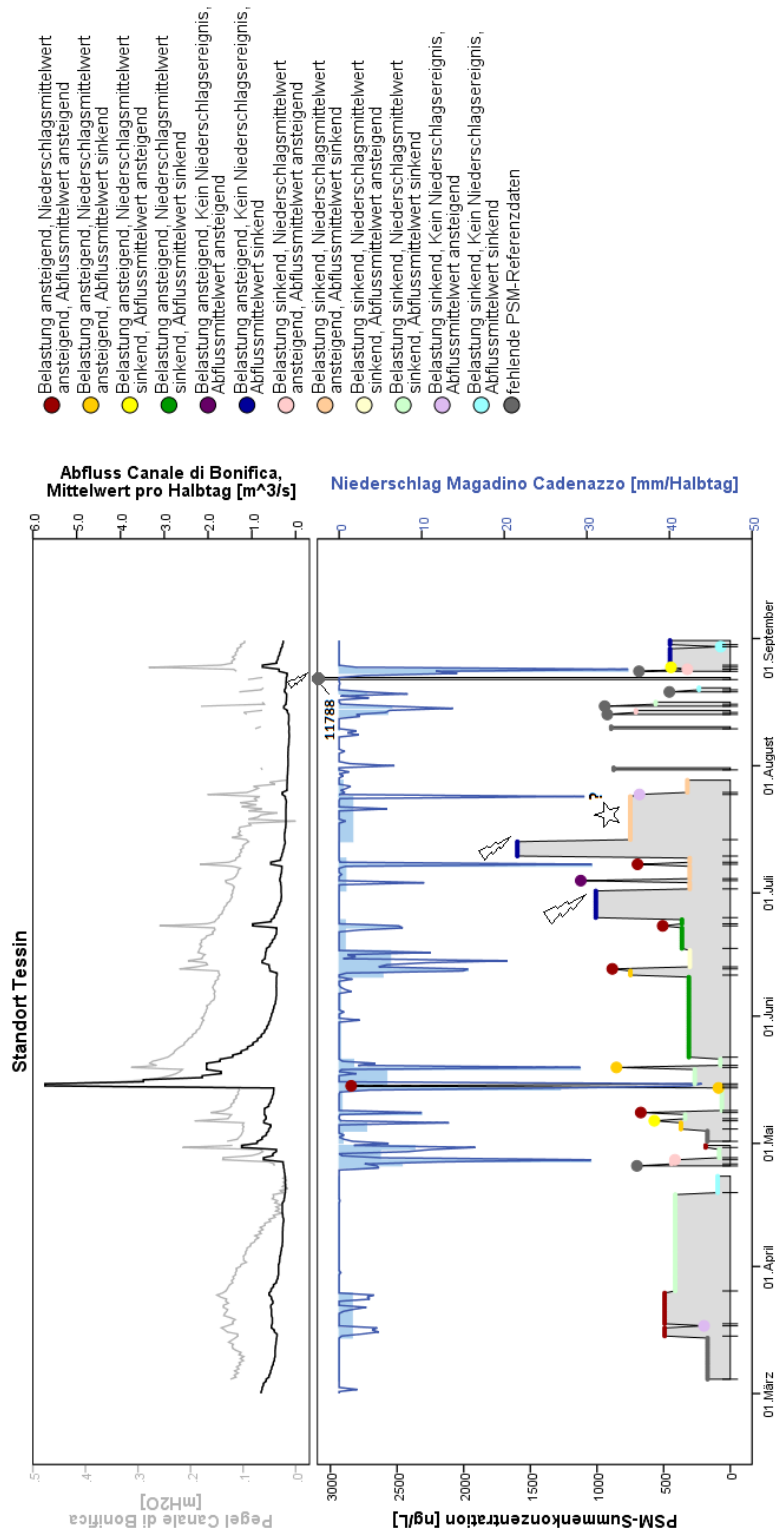 Standort Tessin
Pegel Canale di Bonifica
[mH2O]
.5
.4
.3
.2
.1
.0
Abfluss Canale di Bonifica,
Mittelwert pro Halbtag [m^3/s]
6.0
5.0
4.0
3.0
2.0
1.0
0.0
PSM-Summenkonzentration [ng/L]
3000
2500
2000
1500
1000
500
0
Niederschlag Magadino Cadenazzo [mm/Halbtag]
0
10
20
30
40
50
11788
?
01.März
01.April
01.Mai
01.Juni
01.Juli
01.August
01.September
Belastung ansteigend, Niederschlagsmittelwert
ansteigend, Abflussmittelwert ansteigend
Belastung ansteigend, Niederschlagsmittelwert
ansteigend, Abflussmittelwert sinkend
Belastung ansteigend, Niederschlagsmittelwert
sinkend, Abflussmittelwert ansteigend
Belastung ansteigend, Niederschlagsmittelwert
sinkend, Abflussmittelwert sinkend
Belastung ansteigend, Kein Niederschlagsereignis,
Abflussmittelwert ansteigend
Belastung ansteigend, Kein Niederschlagsereignis,
Abflussmittelwert sinkend
Belastung sinkend, Niederschlagsmittelwert
ansteigend, Abflussmittelwert ansteigend
Belastung sinkend, Niederschlagsmittelwert
ansteigend, Abflussmittelwert sinkend
Belastung sinkend, Niederschlagsmittelwert
sinkend, Abflussmittelwert ansteigend
Belastung sinkend, Niederschlagsmittelwert
sinkend, Abflussmittelwert sinkend
Belastung sinkend, Kein Niederschlagsereignis,
Abflussmittelwert ansteigend
Belastung sinkend, Kein Niederschlagsereignis,
Abflussmittelwert sinkend
fehlende PSM-Referenzdaten